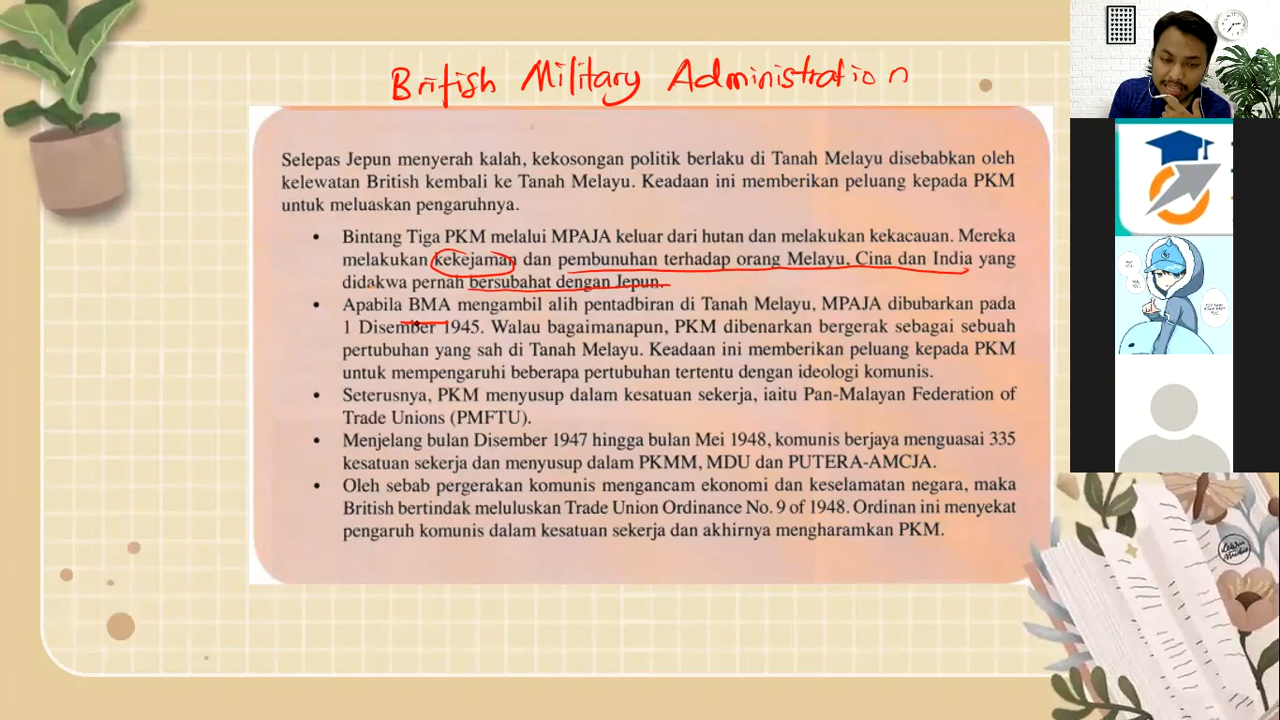 British Military Administration
Selepas Jepun menyerah kalah, kekosongan politik berlaku di Tanah Melayu disebabkan oleh
kelewatan British kembali ke Tanah Melayu. Keadaan ini memberikan peluang kepada PKM
untuk meluaskan pengaruhnya.
• Bintang Tiga PKM melalui MPAJA keluar dari hutan dan melakukan kekacauan. Mereka
melakukan kekejaman dan pembunuhan terhadap orang Melayu, Cina dan India yang
didakwa pernah bersubahat dengan Jepun.
• Apabila BMA mengambil alih pentadbiran di Tanah Melayu, MPAJA dibubarkan pada
1 Disember 1945. Walau bagaimanapun, PKM dibenarkan bergerak sebagai sebuah
pertubuhan yang sah di Tanah Melayu. Keadaan ini memberikan peluang kepada PKM
untuk mempengaruhi beberapa pertubuhan tertentu dengan ideologi komunis.
• Seterusnya, PKM menyusup dalam kesatuan sekerja, iaitu Pan-Malayan Federation of
Trade Unions (PMFTU).
• Menjelang bulan Disember 1947 hingga bulan Mei 1948, komunis berjaya menguasai 335
kesatuan sekerja dan menyusup dalam PKMM, MDU dan PUTERA-AMCJA.
• Oleh sebab pergerakan komunis mengancam ekonomi dan keselamatan negara, maka
British bertindak meluluskan Trade Union Ordinance No. 9 of 1948. Ordinan ini menyekat
pengaruh komunis dalam kesatuan sekerja dan akhirnya mengharamkan PKM.